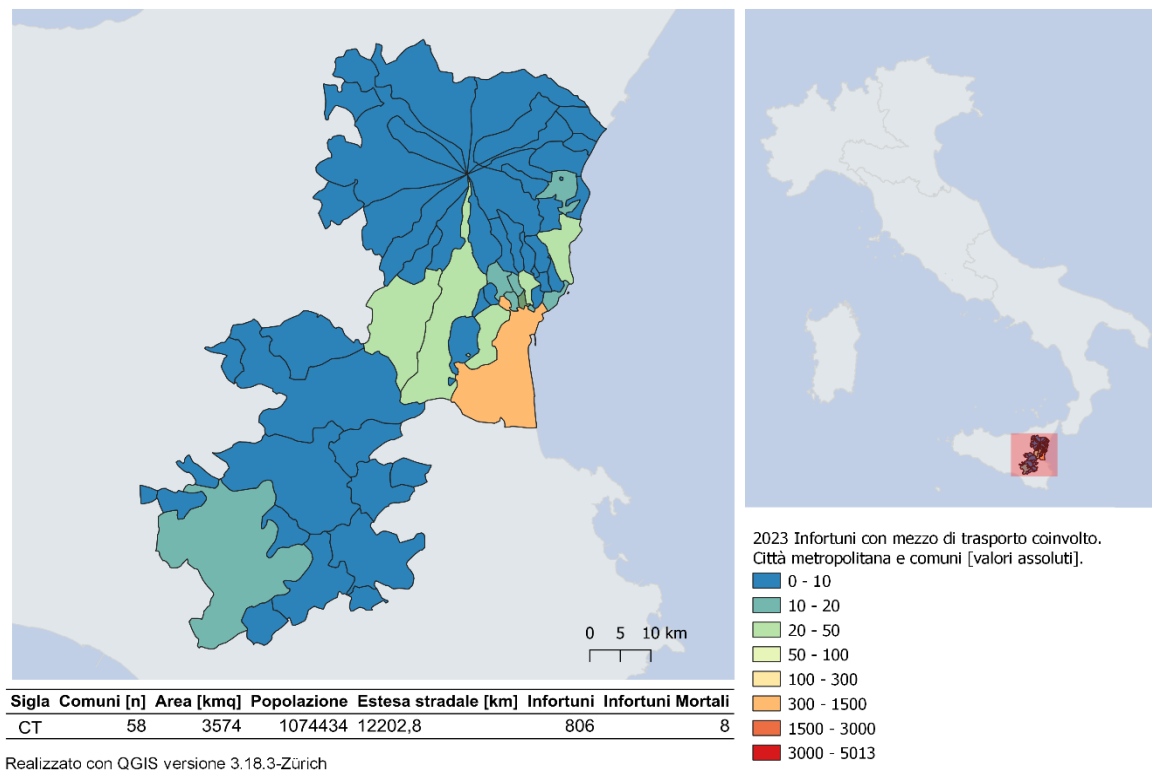 0 5 10 km
2023 Infortuni con mezzo di trasporto coinvolto.
Città metropolitana e comuni [valori assoluti].
0 - 10
10 - 20
20 - 50
50 - 100
100 - 300
300 - 1500
1500 - 3000
3000 - 5013
Sigla Comuni [n] Area [kmq] Popolazione Estesa stradale [km] Infortuni Infortuni Mortali
CT 58 3574 1074434 12202,8 806 8
Realizzato con QGIS versione 3.18.3-Zürich